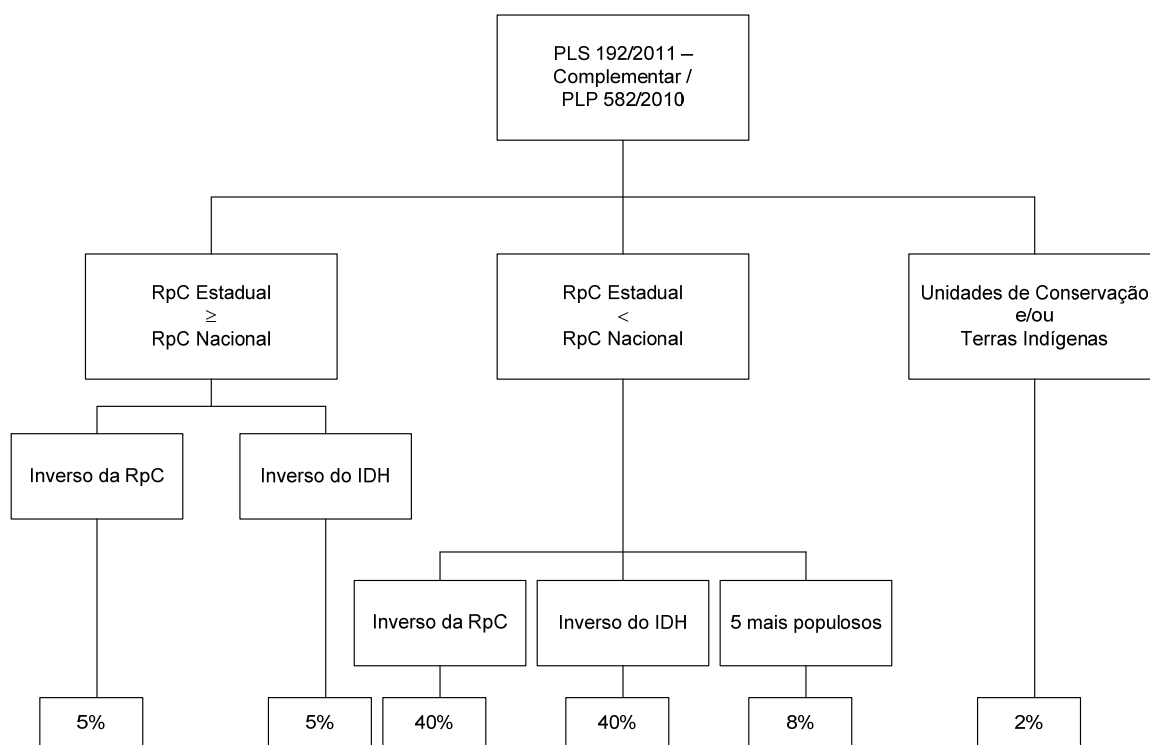 PLS 192/2011 –
Complementar /
PLP 582/2010
RpC Estadual
≥
RpC Nacional
RpC Estadual
<
RpC Nacional
Unidades de Conservação
e/ou
Terras Indígenas
Inverso da RpC
Inverso do IDH
Inverso da RpC
Inverso do IDH
5 mais populosos
5%
5%
40%
40%
8%
2%